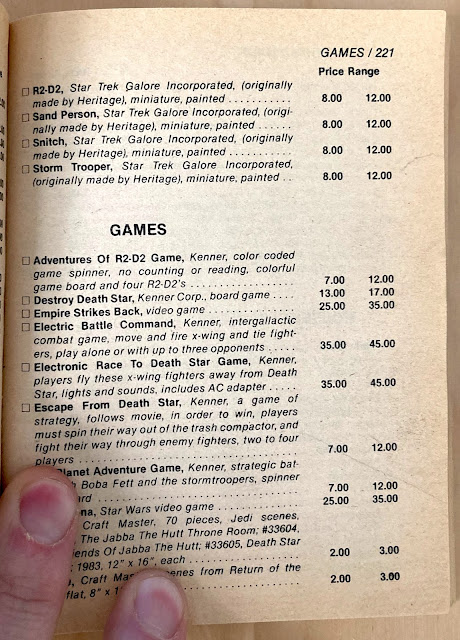 GAMES / 221
Price Range
□ R2-D2, Star Trek Galore Incorporated, (originally
made by Heritage), miniature, painted . . . . . . . . . . . 8.00 12.00
□ Sand Person, Star Trek Galore Incorporated, (origi-
nally made by Heritage), miniature, painted . . . . . . 8.00 12.00
□ Snitch, Star Trek Galore Incorporated, (originally
made by Heritage), miniature, painted . . . . . . . . . . . 8.00 12.00
□ Storm Trooper, Star Trek Galore Incorporated,
(originally made by Heritage), miniature, painted . . 8.00 12.00
GAMES
□ Adventures Of R2-D2 Game, Kenner, color coded
game spinner, no counting or reading, colorful
game board and four R2-D2's . . . . . . . . . . . . . . . . . . 7.00 12.00
□ Destroy Death Star, Kenner Corp., board game . . . . 13.00 17.00
□ Empire Strikes Back, video game . . . . . . . . . . . . . . . 25.00 35.00
□ Electric Battle Command, Kenner, intergallactic
combat game, move and fire x-wing and tie fight-
ers, play alone or with up to three opponents . . . . . 35.00 45.00
□ Electronic Race To Death Star Game, Kenner,
players fly these x-wing fighters away from Death
Star, lights and sounds, includes AC adapter . . . . . 35.00 45.00
□ Escape From Death Star, Kenner, a game of
strategy, follows movie, in order to win, players
must spin their way out of the trash compactor, and
fight their way through enemy fighters, two to four
players . . . . . . . . . . . . . . . . . . . . . . . . . . . . . . . . . . . . 7.00 12.00
Planet Adventure Game, Kenner, strategic bat-
Boba Fett and the stormtroopers, spinner
7.00 12.00
Star Wars video game . . . . . . . . . . . . . . . . . . 25.00 35.00
Craft Master, 70 pieces, Jedi scenes,
The Jabba The Hutt Throne Room; #33604,
Of Jabba The Hutt; #33605, Death Star
1983, 12" x 16", each . . . . . . . . . . . . . . . . . . . 2.00 3.00
Craft from Return of the
flat, 8" x 2.00 3.00